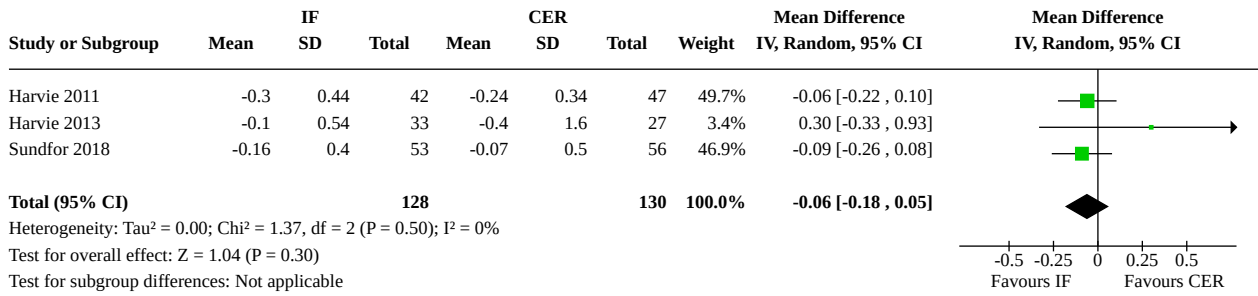 IF CER Mean Difference Mean Difference
Study or Subgroup Mean SD Total Mean SD Total Weight IV, Random, 95% CI IV, Random, 95% CI
Harvie 2011 -0.3 0.44 42 -0.24 0.34 47 49.7% -0.06 [-0.22 , 0.10]
Harvie 2013 -0.1 0.54 33 -0.4 1.6 27 3.4% 0.30 [-0.33 , 0.93]
Sundfor 2018 -0.16 0.4 53 -0.07 0.5 56 46.9% -0.09 [-0.26 , 0.08]
Total (95% CI) 128 130 100.0% -0.06 [-0.18 , 0.05]
Heterogeneity: Tau² = 0.00; Chi² = 1.37, df = 2 (P = 0.50); I² = 0%
Test for overall effect: Z = 1.04 (P = 0.30) -0.5 -0.25 0 0.25 0.5
Test for subgroup differences: Not applicable Favours IF Favours CER